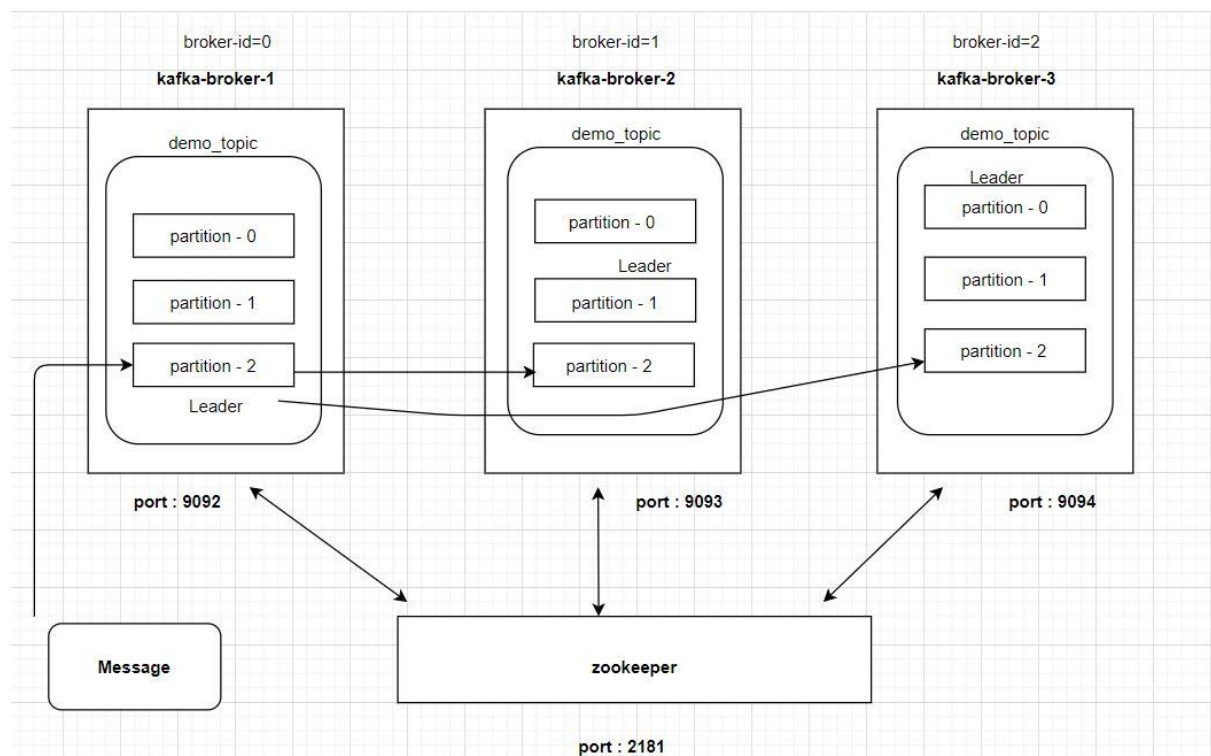 broker-id=0
kafka-broker-1
demo_topic
partition - 0
partition - 1
partition - 2
Leader
port : 9092
broker-id=1
kafka-broker-2
demo_topic
partition - 0
Leader
partition - 1
partition - 2
port : 9093
broker-id=2
kafka-broker-3
demo_topic
Leader
partition - 0
partition - 1
partition - 2
port : 9094
Message
zookeeper
port : 2181